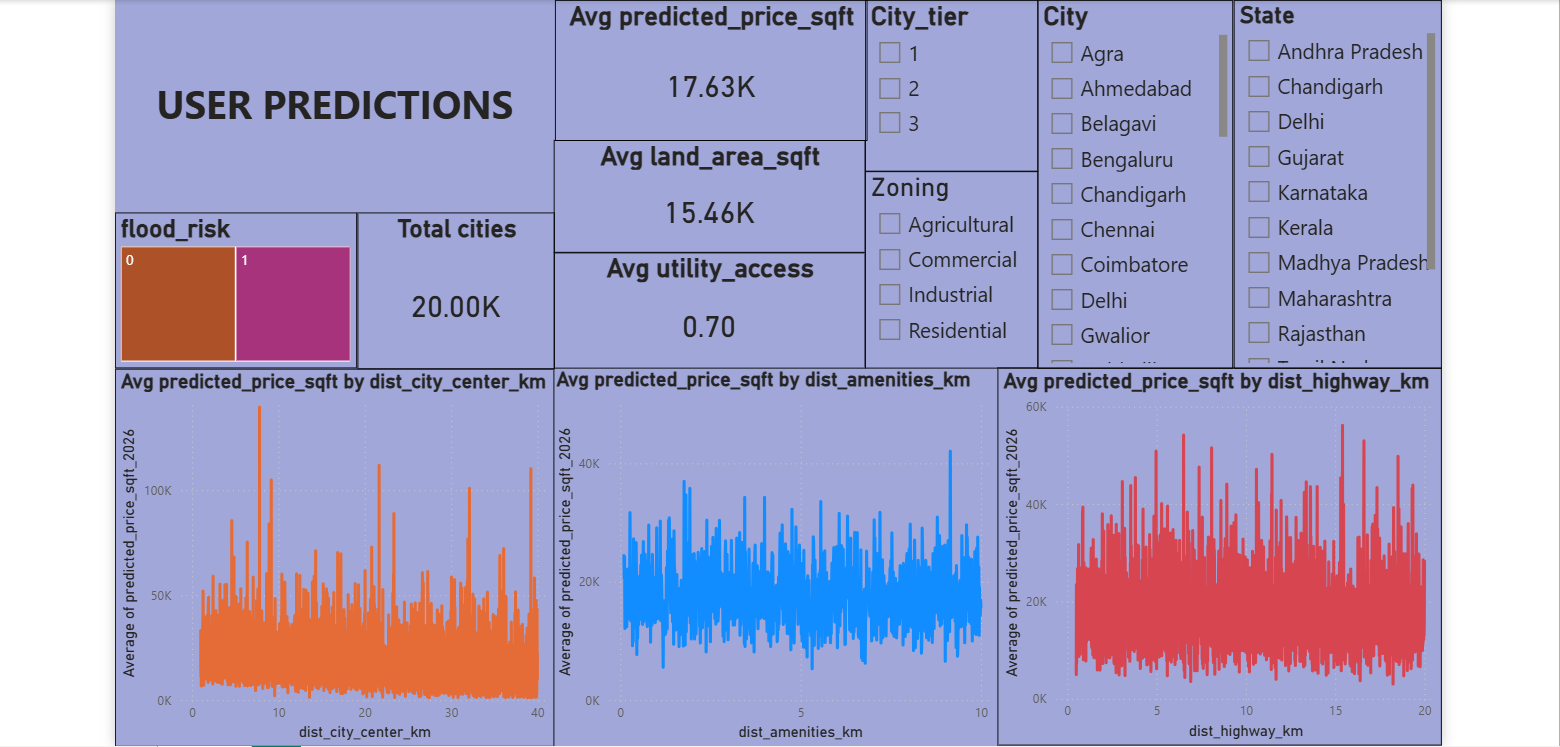 USER PREDICTIONS
Avg predicted_price_sqft
17.63K
Avg land_area_sqft
15.46K
Avg utility_access
0.70
City_tier
1
2
3
Zoning
Agricultural
Commercial
Industrial
Residential
City
Agra
Ahmedabad
Belagavi
Bengaluru
Chandigarh
Chennai
Coimbatore
Delhi
Gwalior
State
Andhra Pradesh
Chandigarh
Delhi
Gujarat
Karnataka
Kerala
Madhya Pradesh
Maharashtra
Rajasthan
flood_risk
0
1
Total cities
20.00K
Avg predicted_price_sqft by dist_city_center_km
Average of predicted_price_sqft_2026
100K
50K
0K
0
10
20
30
40
dist_city_center_km
Avg predicted_price_sqft by dist_amenities_km
Average of predicted_price_sqft_2026
40K
20K
0K
0
5
10
dist_amenities_km
Avg predicted_price_sqft by dist_highway_km
Average of predicted_price_sqft_2026
60K
40K
20K
0K
0
5
10
15
20
dist_highway_km